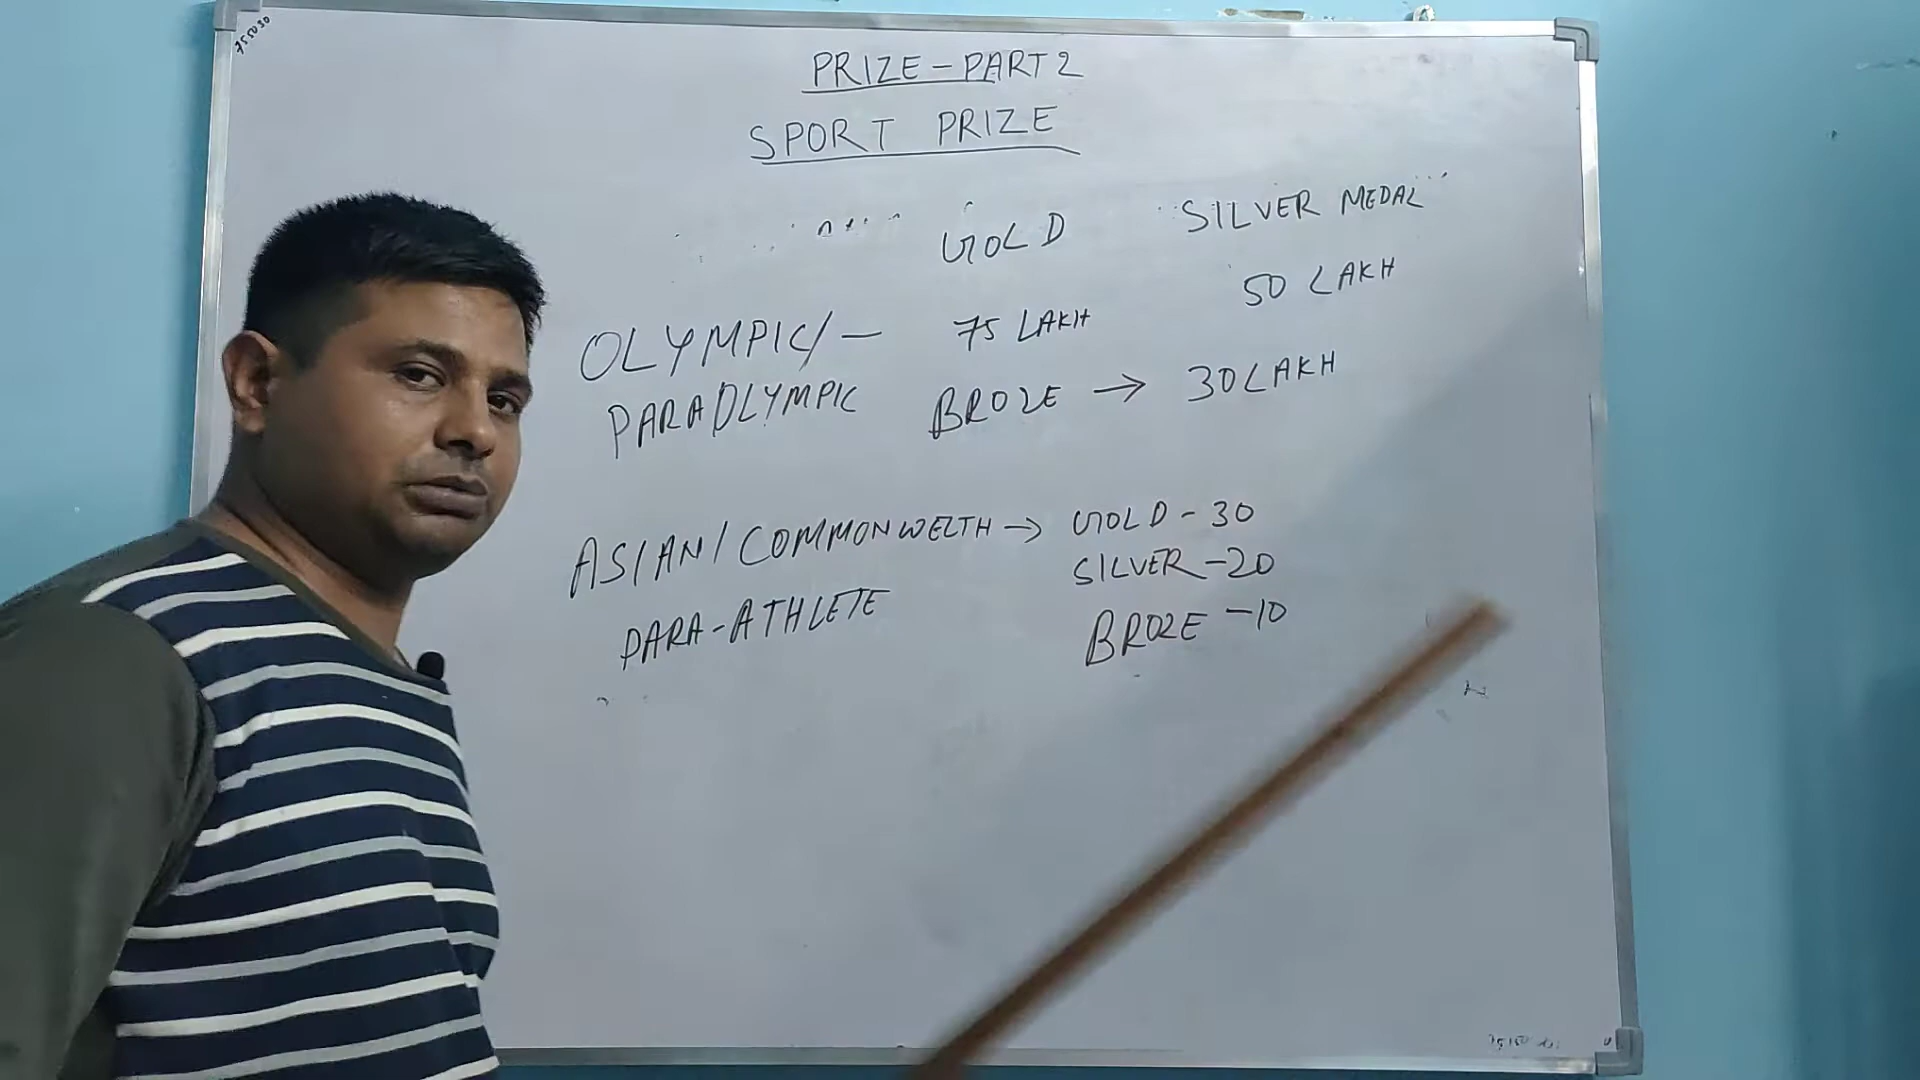 755030
PRIZE - PART 2
SPORT PRIZE
GOLD SILVER MEDAL
OLYMPIC/ - 75 LAKH 50 LAKH
PARAOLYMPIC BROZE → 30 LAKH
ASIAN/COMMONWELTH → GOLD - 30
SILVER - 20
PARA-ATHLETE BROZE - 10